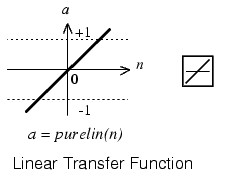 a
+1
n
0
-1
a = purelin(n)
Linear Transfer Function